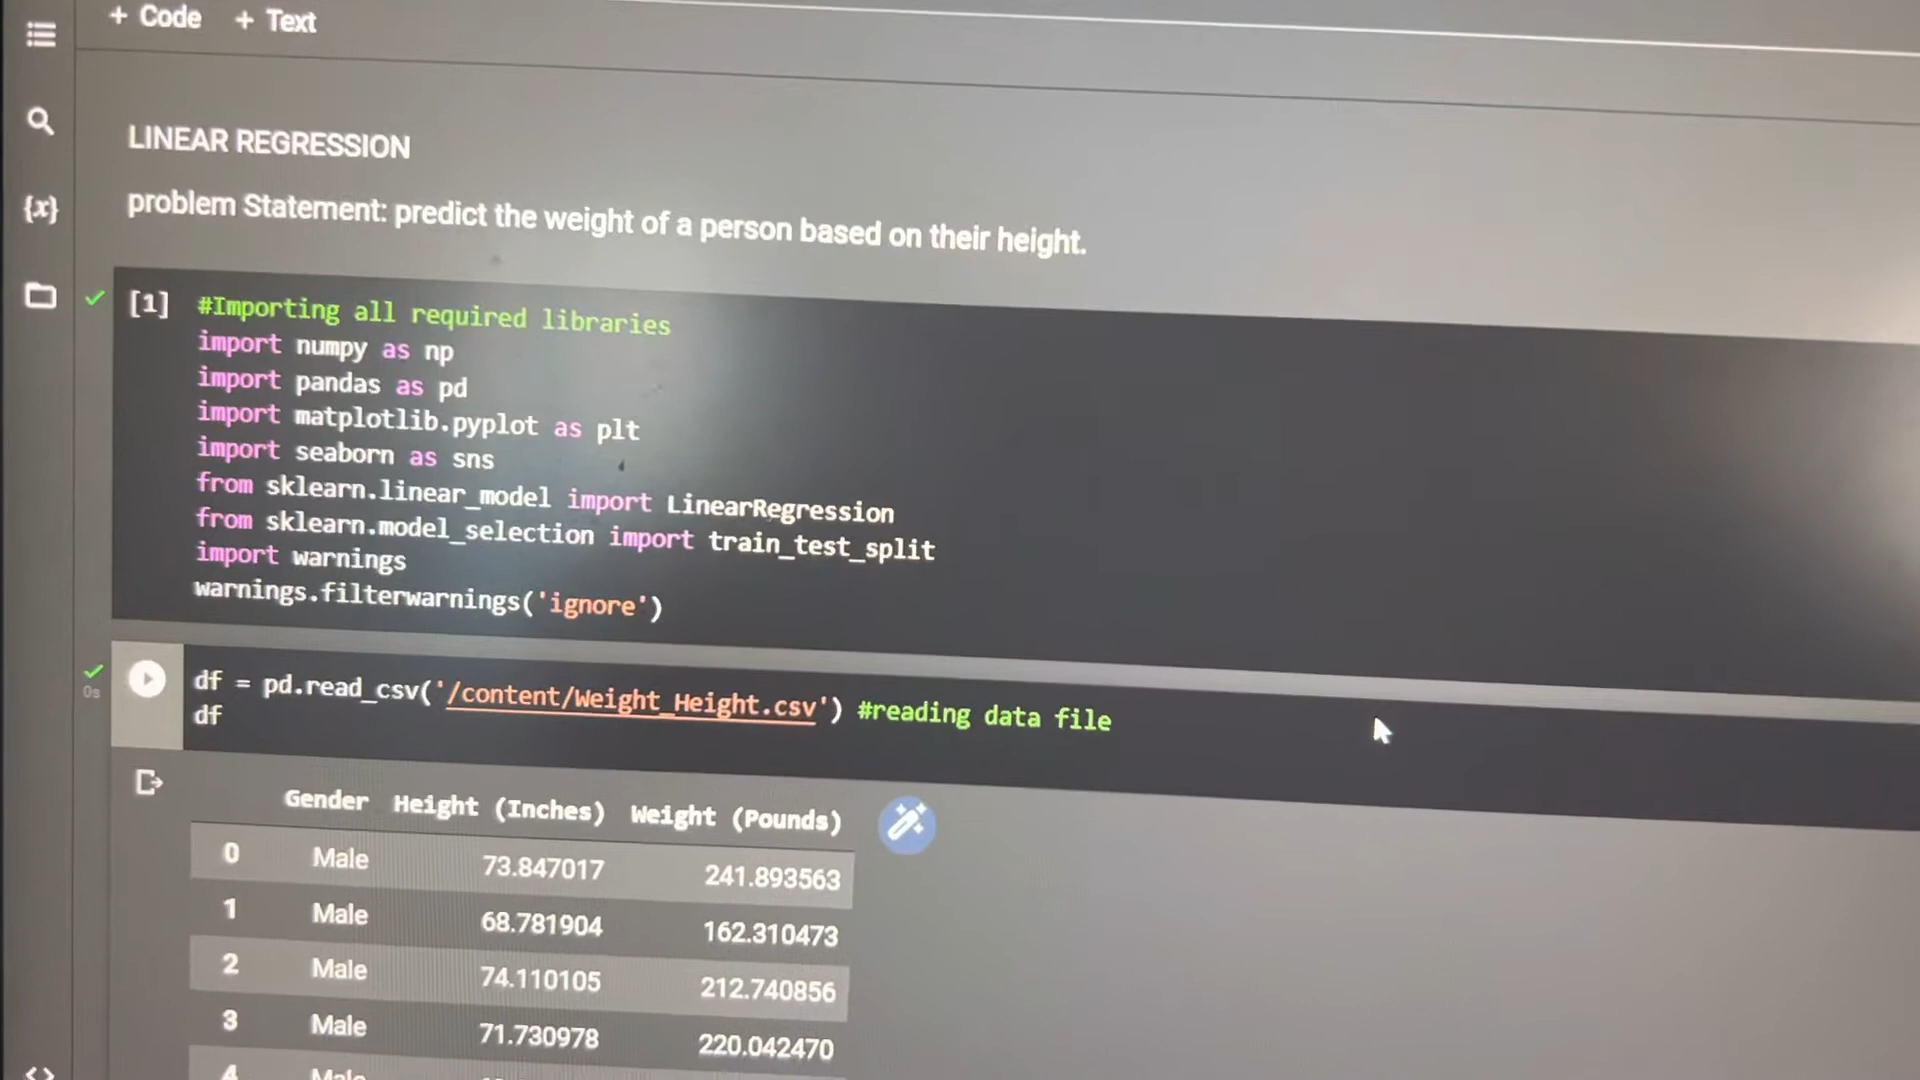 + Code + Text
LINEAR REGRESSION
problem Statement: predict the weight of a person based on their height.
{x}
[1] #Importing all required libraries
import numpy as np
import pandas as pd
import matplotlib.pyplot as plt
import seaborn as sns
from sklearn.linear_model import LinearRegression
from sklearn.model_selection import train_test_split
import warnings
warnings.filterwarnings('ignore')
0s
df = pd.read_csv('/content/Weight_Height.csv') #reading data file
df
Gender Height (Inches) Weight (Pounds)
0 Male 73.847017 241.893563
1 Male 68.781904 162.310473
2 Male 74.110105 212.740856
3 Male 71.730978 220.042470
4 Male
<>